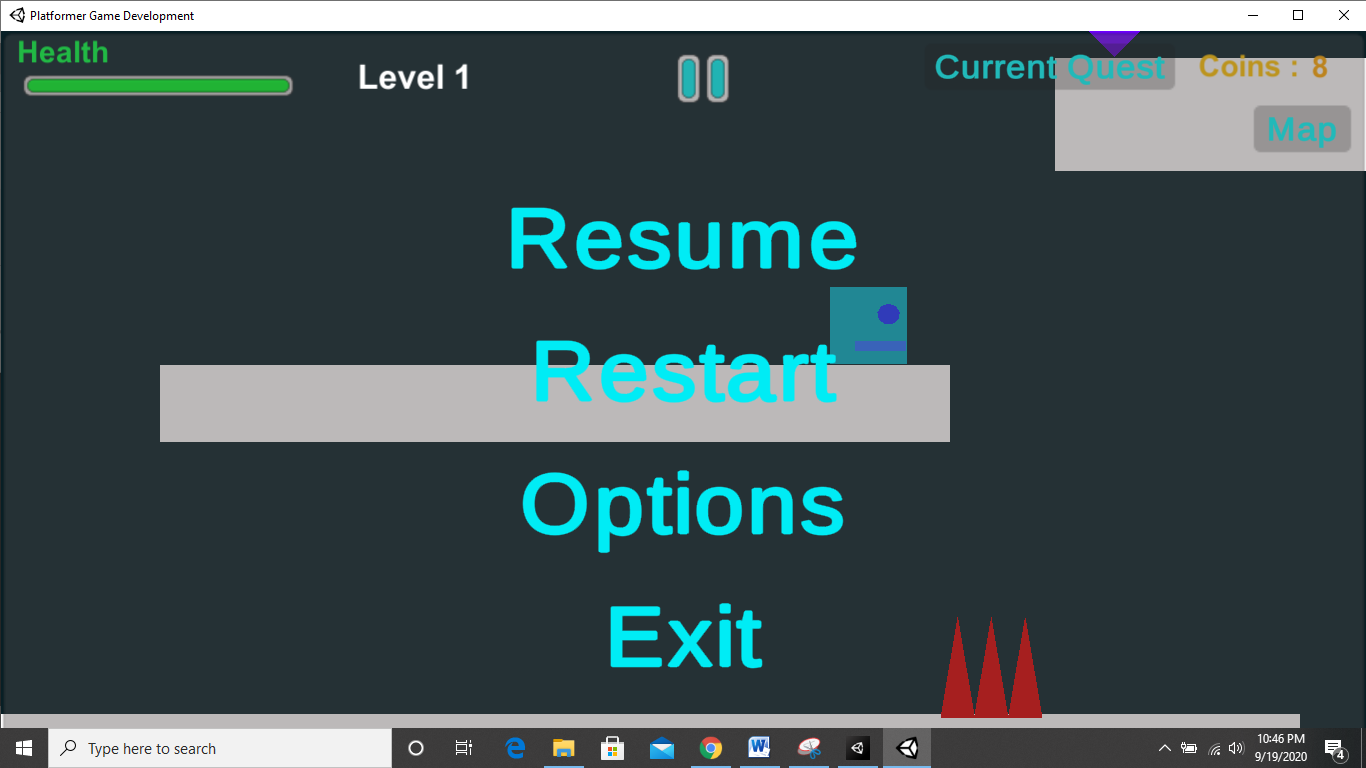 Platformer Game Development
Health
Level 1
Current Quest
Coins : 8
Map
Resume
Restart
Options
Exit
Type here to search
10:46 PM
9/19/2020
4